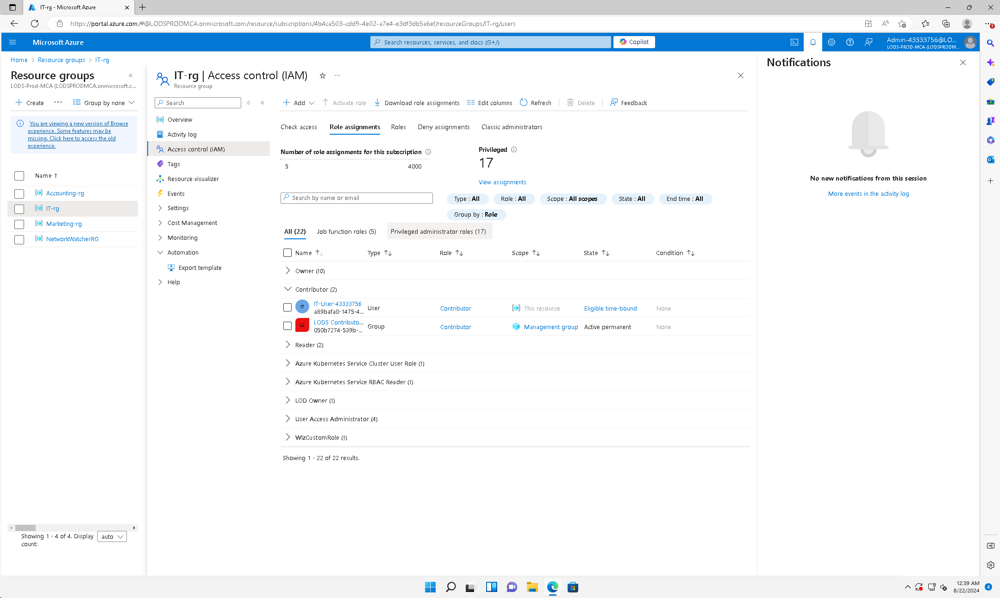 IT-rg - Microsoft Azure
https://portal.azure.com/#@LODSPRODMCA.onmicrosoft.com/resource/subscriptions/4b4ca503-cdd9-4e02-a7e4-e3df3db5a6ef/resourceGroups/IT-rg/users
Microsoft Azure
Search resources, services, and docs (G+/)
Copilot
Admin-43333756@LO...
LODS-PROD-MCA (LODSPRODM...
Home > Resource groups > IT-rg
Resource groups
LODS-Prod-MCA (LODSPRODMCA.onmicrosoft.c...
Create
Group by none
You are viewing a new version of Browse
experience. Some features may be
missing. Click here to access the old
experience.
Name ↑
Accounting-rg
IT-rg
Marketing-rg
NetworkWatcherRG
Showing 1 - 4 of 4. Display
count:
auto
IT-rg | Access control (IAM)
Resource group
Search
Overview
Activity log
Access control (IAM)
Tags
Resource visualizer
Events
Settings
Cost Management
Monitoring
Automation
Export template
Help
Add
Activate role
Download role assignments
Edit columns
Refresh
Delete
Feedback
Check access
Role assignments
Roles
Deny assignments
Classic administrators
Number of role assignments for this subscription
5
4000
Privileged
17
View assignments
Search by name or email
Type : All
Role : All
Scope : All scopes
State : All
End time : All
Group by : Role
All (22)
Job function roles (5)
Privileged administrator roles (17)
Name ↑↓ Type ↑↓ Role ↑↓ Scope ↑↓ State ↑↓ Condition ↑↓
Owner (10)
Contributor (2)
IT
IT-User-43333756
a89bafa0-1475-4...
User
Contributor
This resource
Eligible time-bound
None
LC
LODS Contributo...
050b7274-539b-...
Group
Contributor
Management group
Active permanent
None
Reader (2)
Azure Kubernetes Service Cluster User Role (1)
Azure Kubernetes Service RBAC Reader (1)
LOD Owner (1)
User Access Administrator (4)
WizCustomRole (1)
Showing 1 - 22 of 22 results.
Notifications
No new notifications from this session
More events in the activity log
12:39 AM
8/22/2024
4